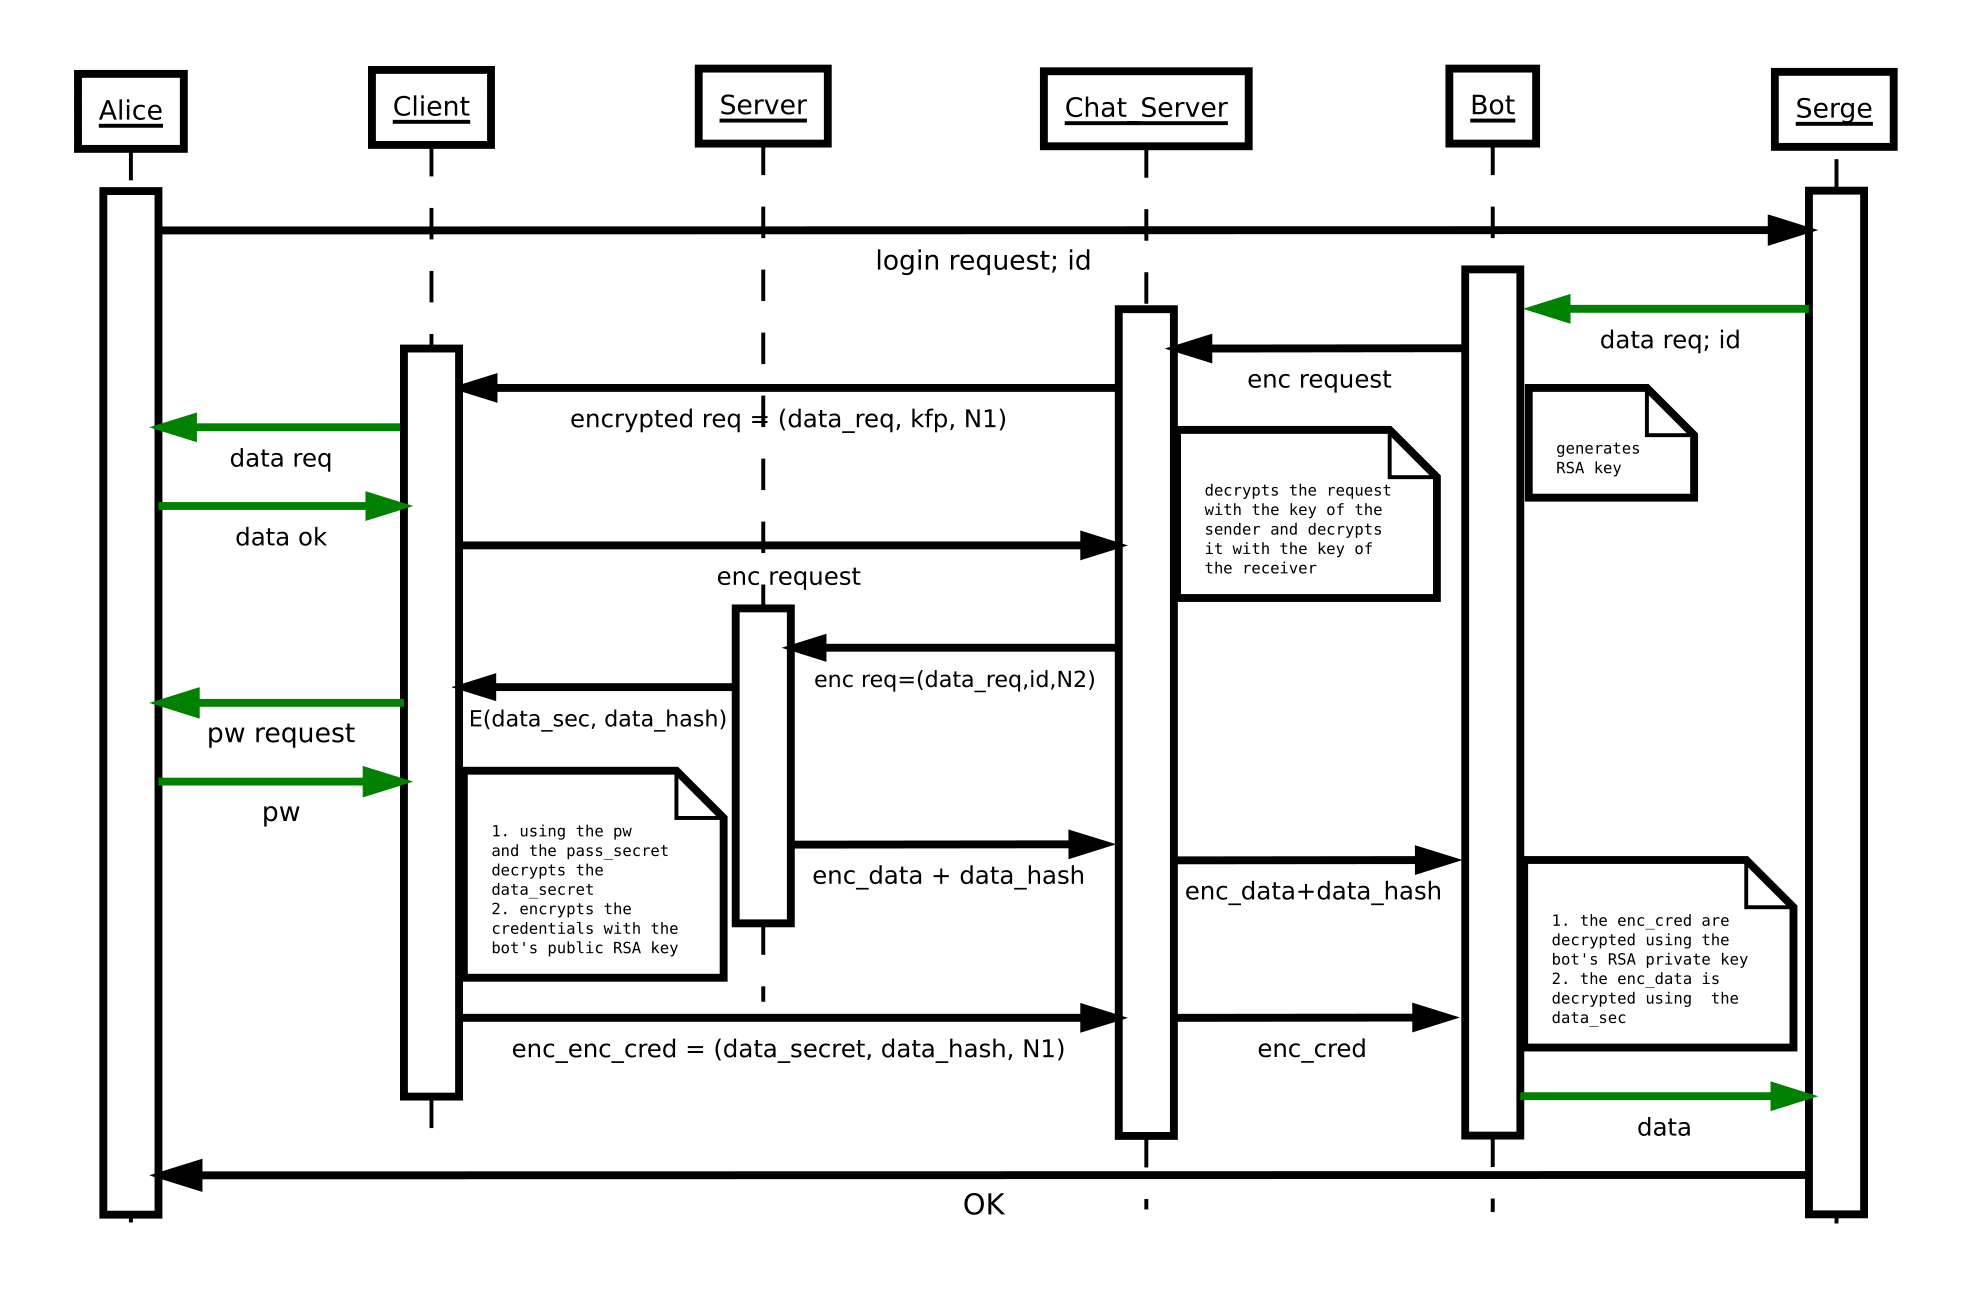 Alice
Client
Server
Chat_Server
Bot
Serge
login request; id
data req; id
enc request
encrypted req = (data_req, kfp, N1)
data req
generates
RSA key
decrypts the request
with the key of the
sender and decrypts
it with the key of
the receiver
data ok
enc request
enc req=(data_req,id,N2)
E(data_sec, data_hash)
pw request
pw
1. using the pw
and the pass_secret
decrypts the
data_secret
2. encrypts the
credentials with the
bot's public RSA key
enc_data + data_hash
enc_data+data_hash
1. the enc_cred are
decrypted using the
bot's RSA private key
2. the enc_data is
decrypted using  the
data_sec
enc_enc_cred = (data_secret, data_hash, N1)
enc_cred
data
OK